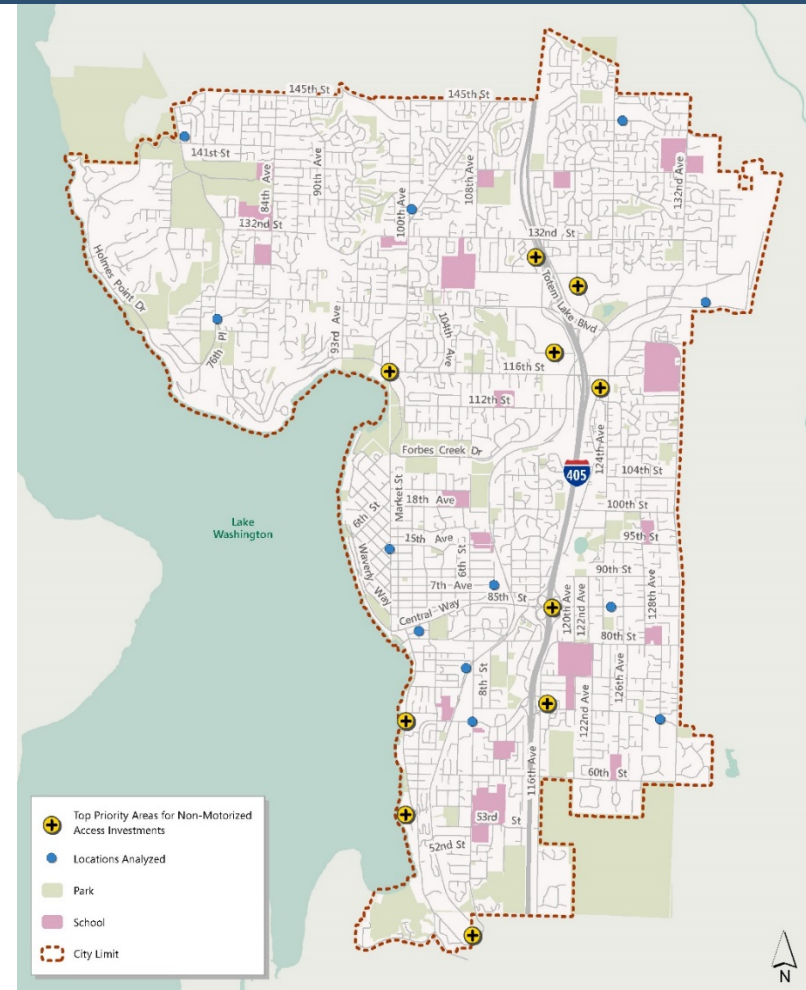 145th St
145th St
141st St
84th Ave
90th Ave
100th Ave
108th Ave
132nd Ave
132nd St
132nd St
Holmes Point Dr
Totem Lake Blvd
76th Pl
93rd Ave
104th Ave
116th St
112th St
124th Ave
Forbes Creek Dr
405
104th St
Market St
18th Ave
100th St
6th St
Lake
Washington
15th Ave
6th St
95th St
Waverly Way
7th Ave
90th St
85th St
120th Ave
122nd Ave
128th Ave
Central Way
80th St
8th St
126th Ave
122nd Ave
116th Ave
60th St
53rd St
52nd St
Top Priority Areas for Non-Motorized
Access Investments
Locations Analyzed
Park
School
City Limit
N